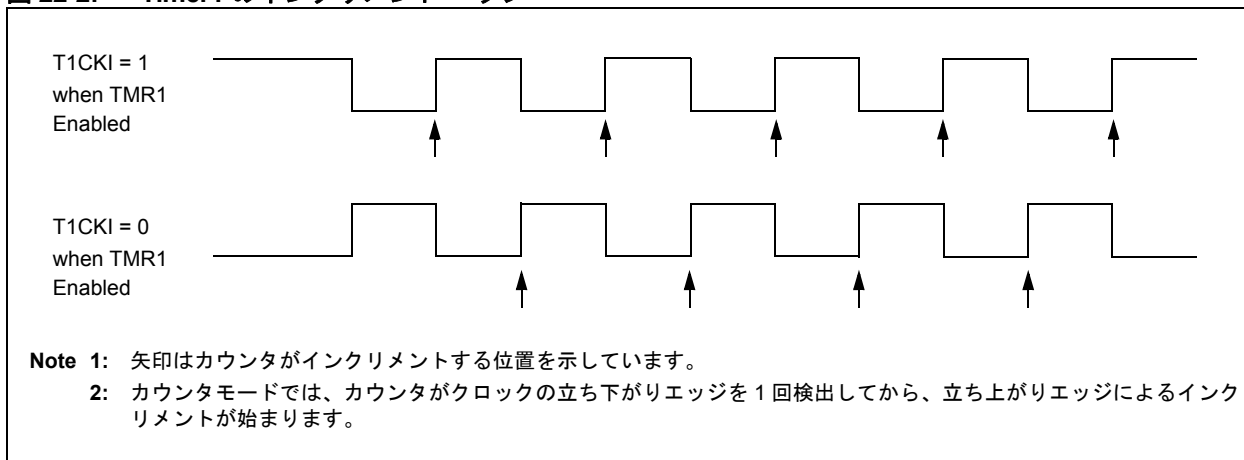 T1CKI = 1
when TMR1
Enabled
T1CKI = 0
when TMR1
Enabled
Note 1: 矢印はカウンタがインクリメントする位置を示しています。
2: カウンタモードでは、カウンタがクロックの立ち下がりエッジを 1 回検出してから、立ち上がりエッジによるインク
リメントが始まります。